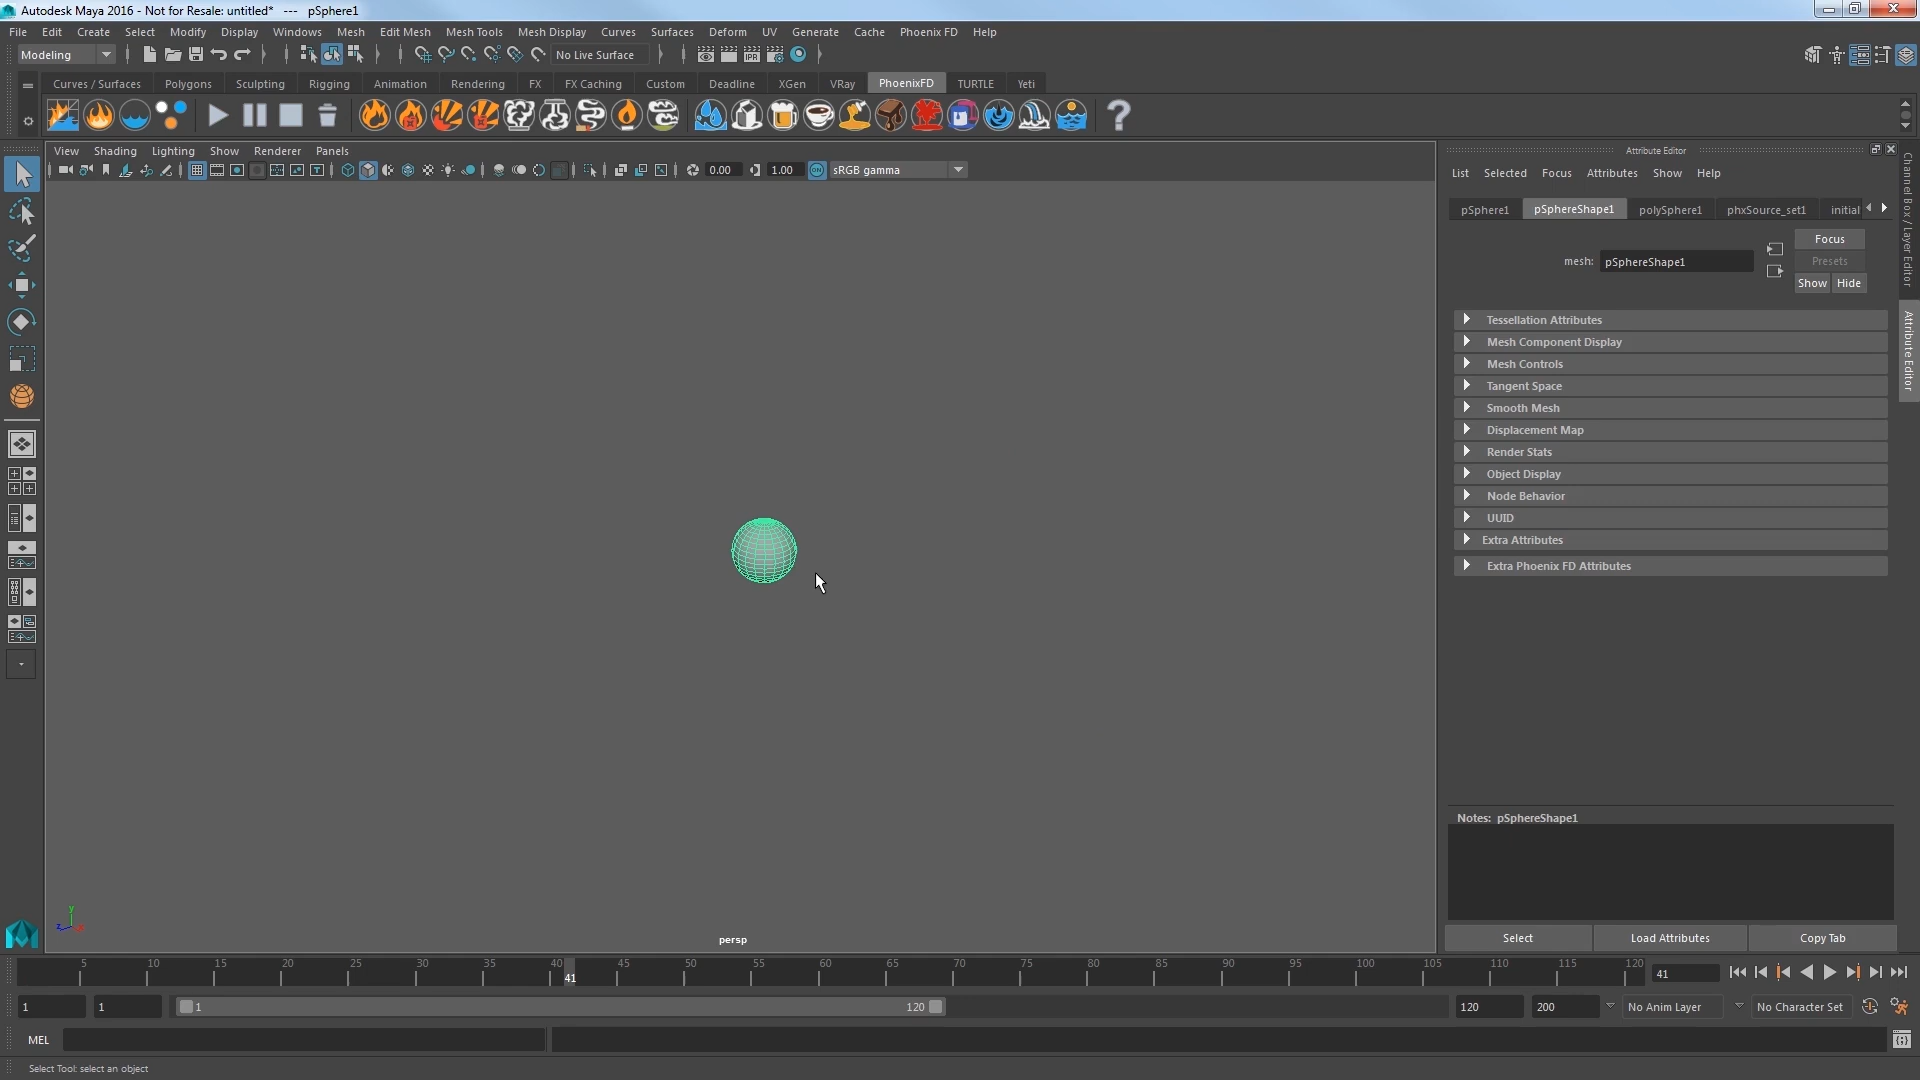 Autodesk Maya 2016 - Not for Resale: untitled* --- pSphere1
File Edit Create Select Modify Display Windows Mesh Edit Mesh Mesh Tools Mesh Display Curves Surfaces Deform UV Generate Cache Phoenix FD Help
Modeling No Live Surface
Curves / Surfaces Polygons Sculpting Rigging Animation Rendering FX FX Caching Custom Deadline XGen VRay PhoenixFD TURTLE Yeti
View Shading Lighting Show Renderer Panels
0.00 1.00 ON sRGB gamma
Attribute Editor
List Selected Focus Attributes Show Help
pSphere1 pSphereShape1 polySphere1 phxSource_set1 initial
mesh: pSphereShape1
Focus
Presets
Show Hide
Tessellation Attributes
Mesh Component Display
Mesh Controls
Tangent Space
Smooth Mesh
Displacement Map
Render Stats
Object Display
Node Behavior
UUID
Extra Attributes
Extra Phoenix FD Attributes
Notes: pSphereShape1
Select Load Attributes Copy Tab
Channel Box / Layer Editor
Attribute Editor
y
z
x
persp
5 10 15 20 25 30 35 40 45 50 55 60 65 70 75 80 85 90 95 100 105 110 115 120
41
41
1 1 1 120 120 200 No Anim Layer No Character Set
MEL
Select Tool: select an object